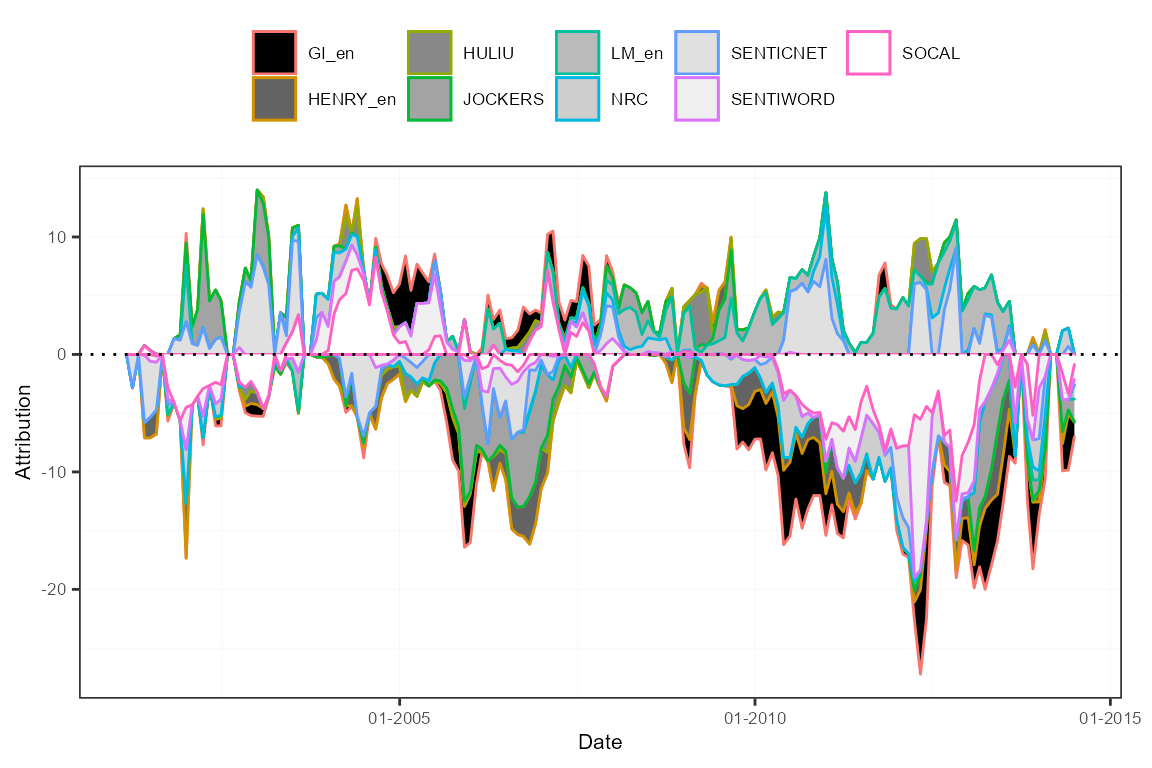 GI_en HULIU LM_en SENTICNET SOCAL
HENRY_en JOCKERS NRC SENTIWORD
10
0
-10
-20
Attribution
01-2005 01-2010 01-2015
Date